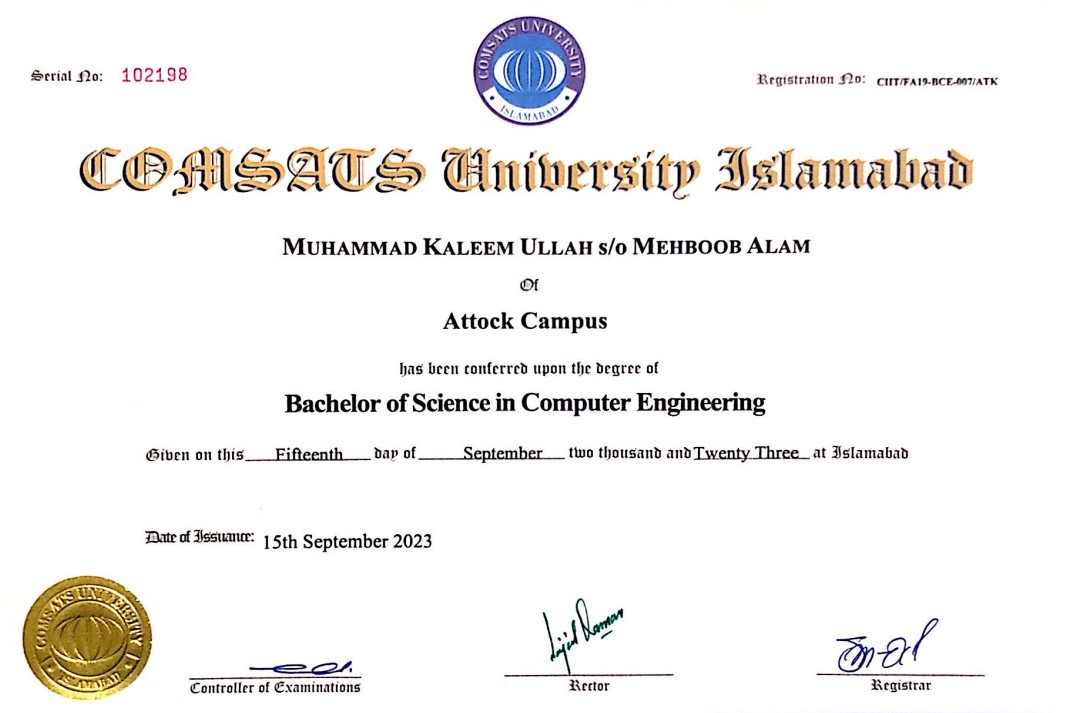 COMSATS UNIVERSITY
ISLAMABAD
Serial No: 102198
Registration No: CIIT/FA19-BCE-007/ATK
COMSATS University Islamabad
MUHAMMAD KALEEM ULLAH s/o MEHBOOB ALAM
Of
Attock Campus
has been conferred upon the degree of
Bachelor of Science in Computer Engineering
Given on this Fifteenth day of September two thousand and Twenty Three at Islamabad
Date of Issuance: 15th September 2023
COMSATS UNIVERSITY
ISLAMABAD
Controller of Examinations
Rector
Registrar